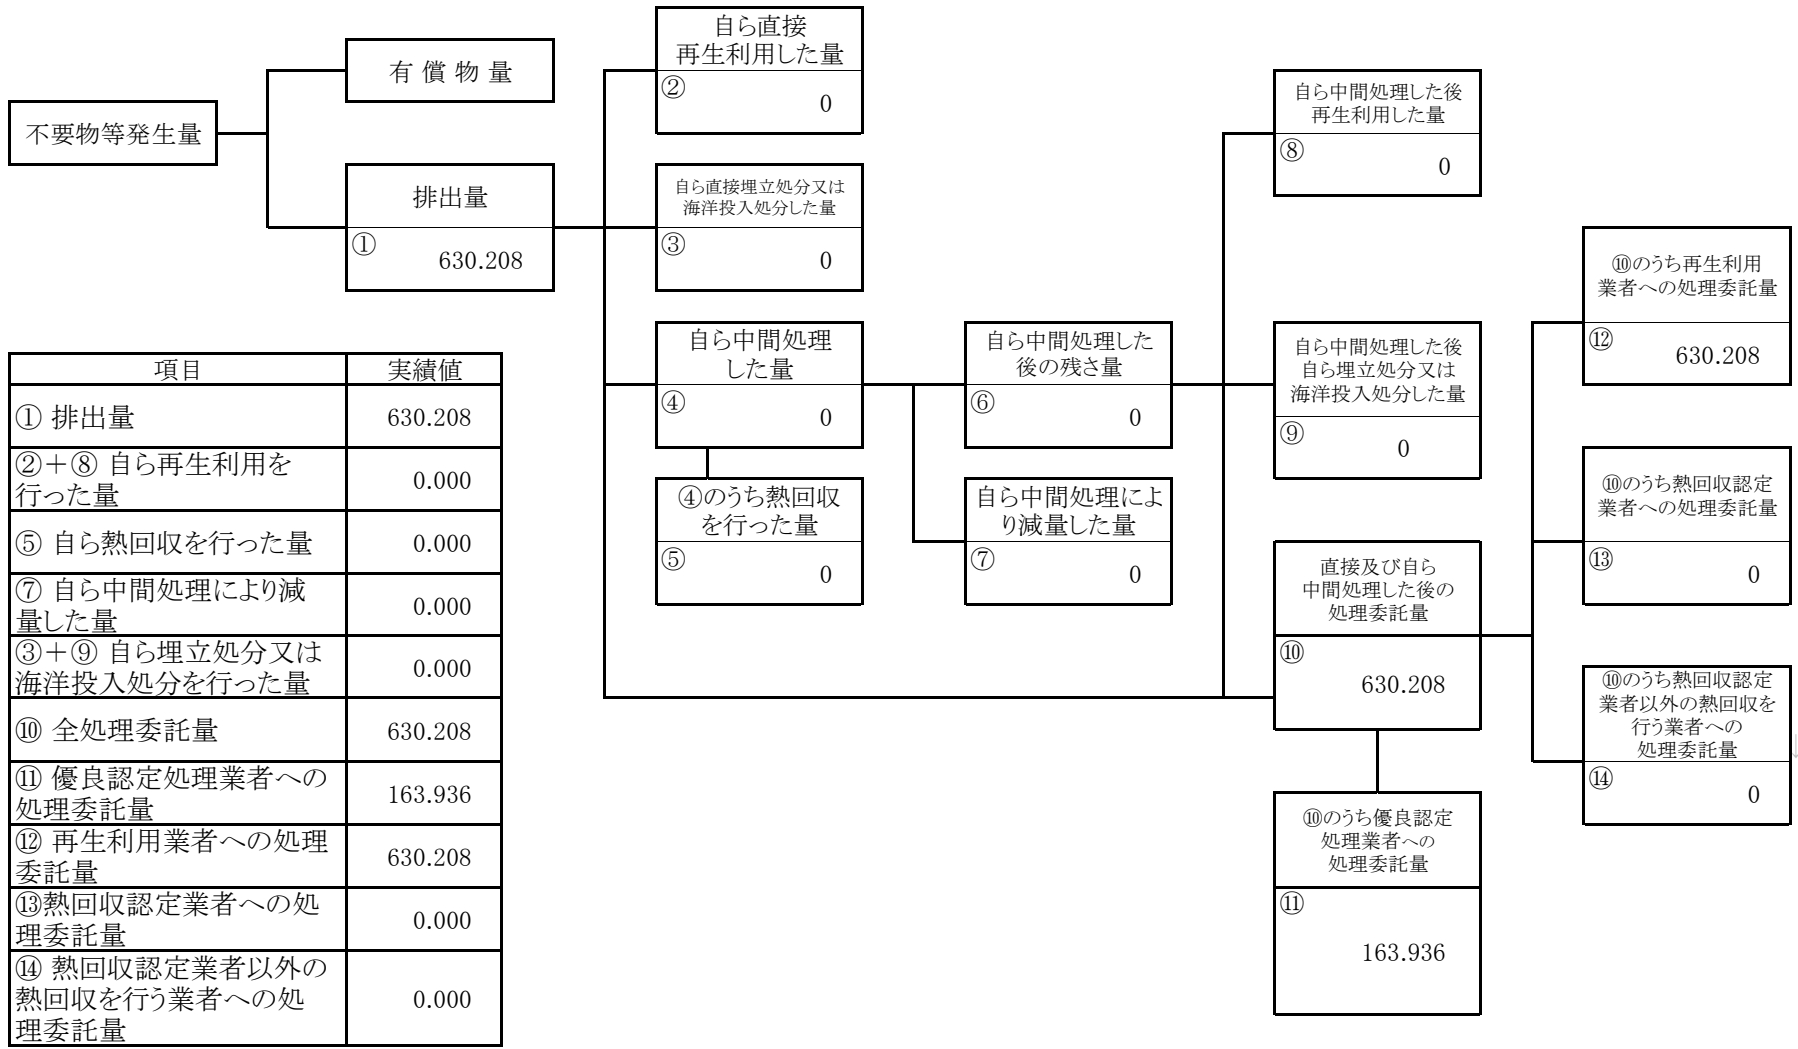 不要物等発生量
有 償 物 量
排出量
①
630.208
自ら直接
再生利用した量
②
0
自ら直接埋立処分又は
海洋投入処分した量
③
0
自ら中間処理
した量
④
0
④のうち熱回収
を行った量
⑤
0
自ら中間処理した
後の残さ量
⑥
0
自ら中間処理によ
り減量した量
⑦
0
自ら中間処理した後
再生利用した量
⑧
0
自ら中間処理した後
自ら埋立処分又は
海洋投入処分した量
⑨
0
直接及び自ら
中間処理した後の
処理委託量
⑩
630.208
⑩のうち優良認定
処理業者への
処理委託量
⑪
163.936
⑩のうち再生利用
業者への処理委託量
⑫
630.208
⑩のうち熱回収認定
業者への処理委託量
⑬
0
⑩のうち熱回収認定
業者以外の熱回収を
行う業者への
処理委託量
⑭
0
↓
項目 実績値
① 排出量 630.208
②＋⑧ 自ら再生利用を
行った量
0.000
⑤ 自ら熱回収を行った量 0.000
⑦ 自ら中間処理により減
量した量
0.000
③＋⑨ 自ら埋立処分又は
海洋投入処分を行った量
0.000
⑩ 全処理委託量 630.208
⑪ 優良認定処理業者への
処理委託量
163.936
⑫ 再生利用業者への処理
委託量
630.208
⑬熱回収認定業者への処
理委託量
0.000
⑭ 熱回収認定業者以外の
熱回収を行う業者への処
理委託量
0.000